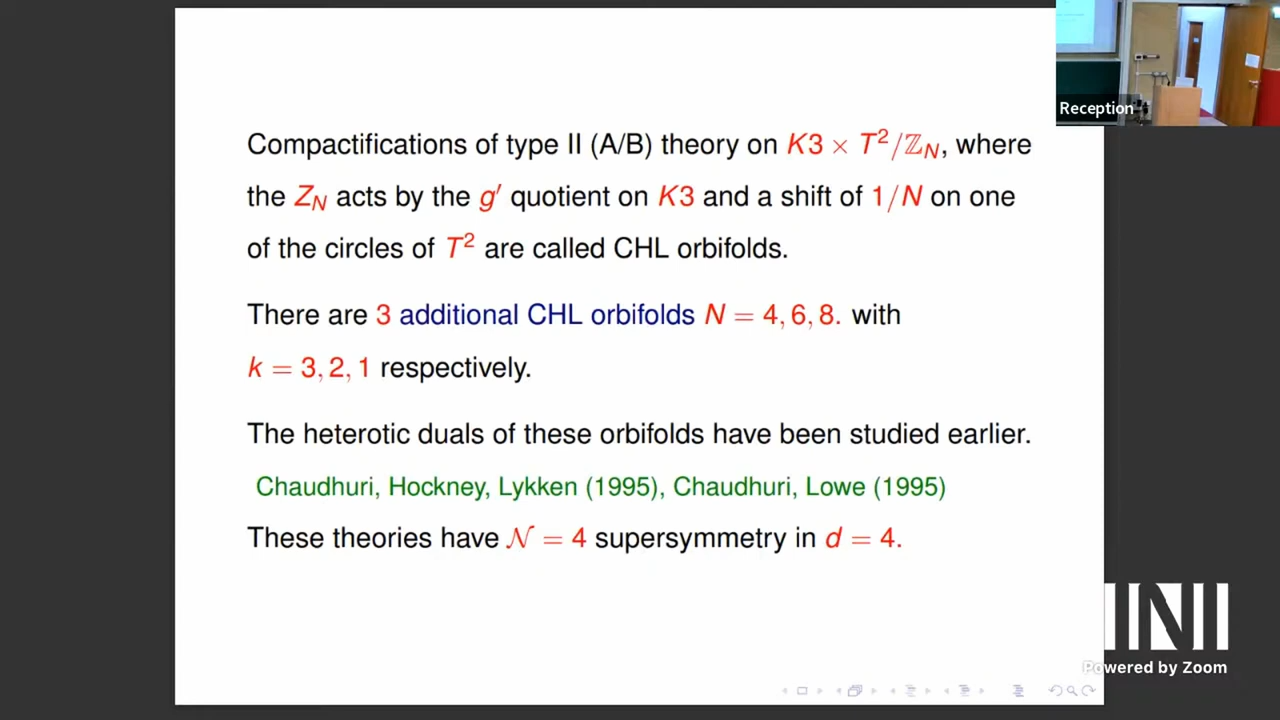 Compactifications of type II (A/B) theory on K3 × T²/ℤ_N, where
the Z_N acts by the g′ quotient on K3 and a shift of 1/N on one
of the circles of T² are called CHL orbifolds.
There are 3 additional CHL orbifolds N = 4, 6, 8. with
k = 3, 2, 1 respectively.
The heterotic duals of these orbifolds have been studied earlier.
Chaudhuri, Hockney, Lykken (1995), Chaudhuri, Lowe (1995)
These theories have 𝒩 = 4 supersymmetry in d = 4.
Reception
INI
Powered by Zoom